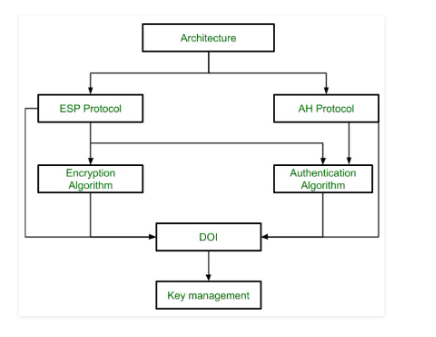 Architecture
ESP Protocol
AH Protocol
Encryption
Algorithm
Authentication
Algorithm
DOI
Key management